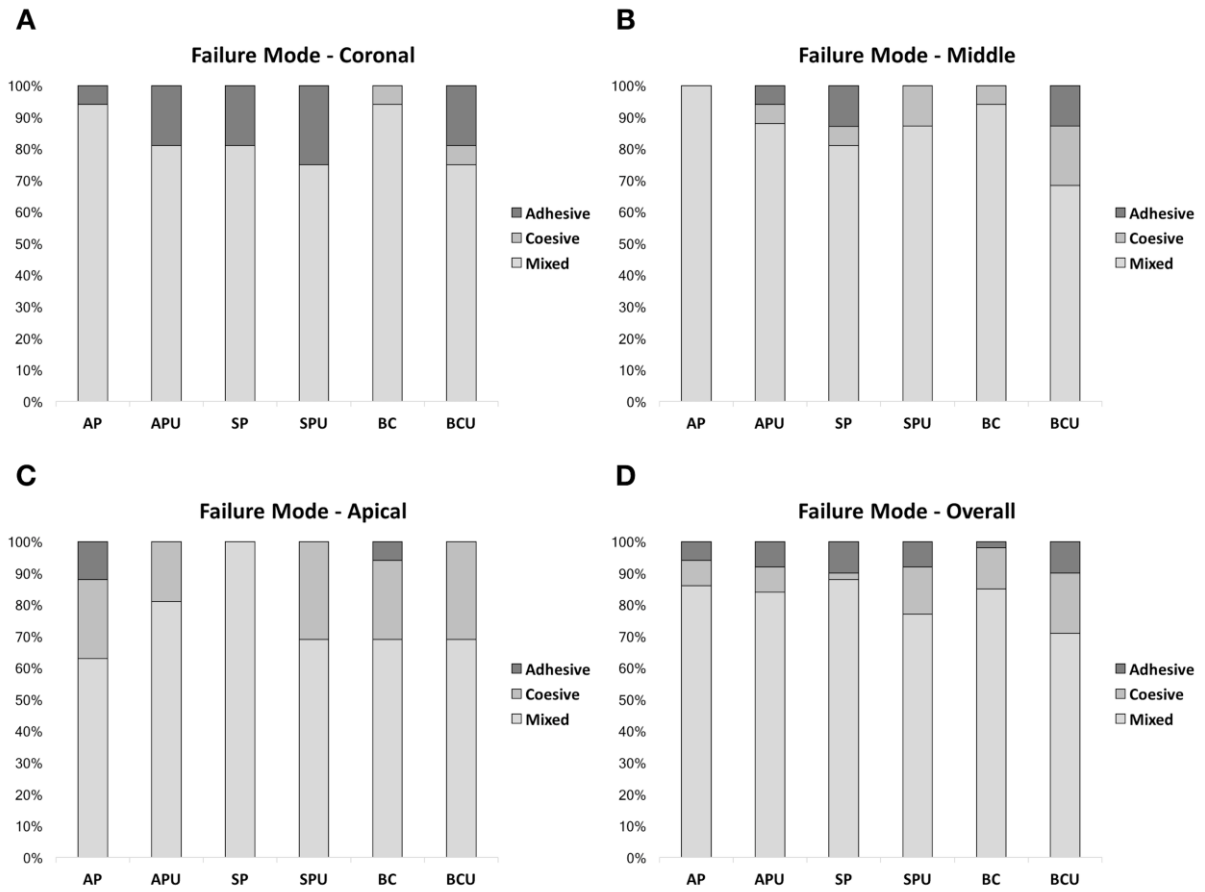 A
Failure Mode - Coronal
100%
90%
80%
70%
60%
50%
40%
30%
20%
10%
0%
AP APU SP SPU BC BCU
Adhesive
Coesive
Mixed
B
Failure Mode - Middle
100%
90%
80%
70%
60%
50%
40%
30%
20%
10%
0%
AP APU SP SPU BC BCU
Adhesive
Coesive
Mixed
C
Failure Mode - Apical
100%
90%
80%
70%
60%
50%
40%
30%
20%
10%
0%
AP APU SP SPU BC BCU
Adhesive
Coesive
Mixed
D
Failure Mode - Overall
100%
90%
80%
70%
60%
50%
40%
30%
20%
10%
0%
AP APU SP SPU BC BCU
Adhesive
Coesive
Mixed